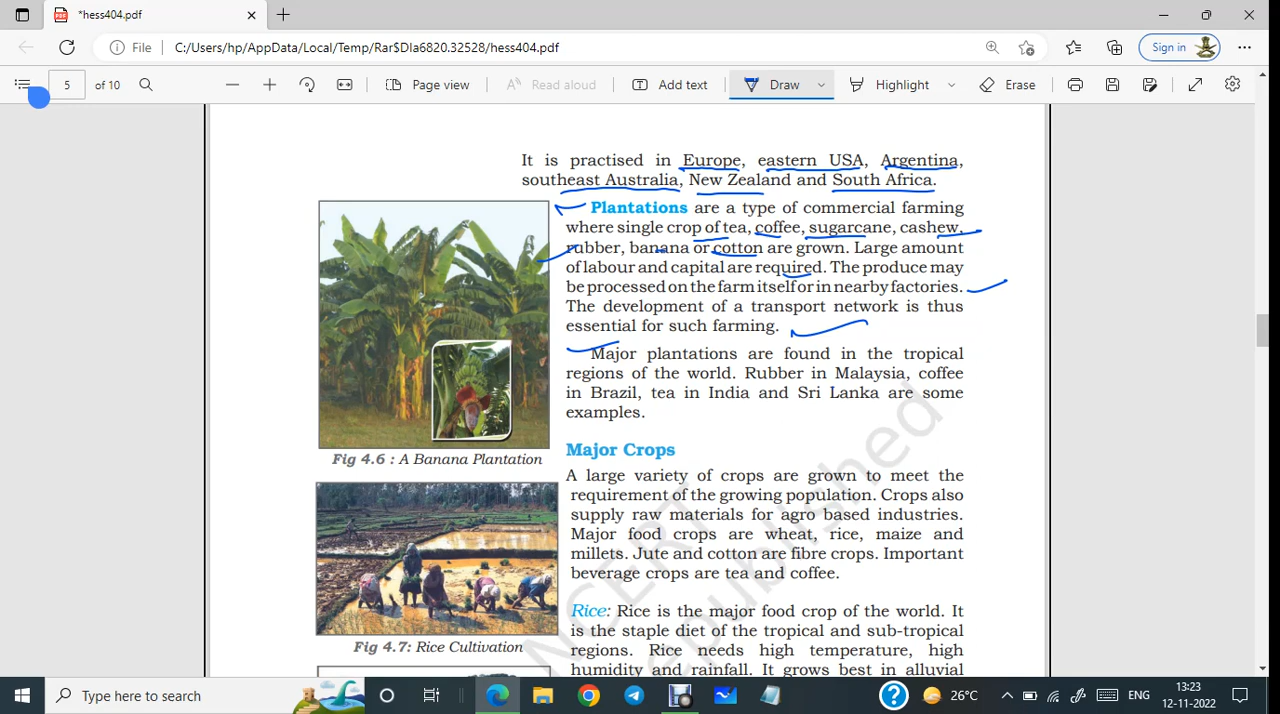 *hess404.pdf
File
C:/Users/hp/AppData/Local/Temp/Rar$DIa6820.32528/hess404.pdf
Sign in
5 of 10
Page view
Read aloud
Add text
Draw
Highlight
Erase
It is practised in Europe, eastern USA, Argentina,
southeast Australia, New Zealand and South Africa.
Plantations are a type of commercial farming
where single crop of tea, coffee, sugarcane, cashew,
rubber, banana or cotton are grown. Large amount
of labour and capital are required. The produce may
be processed on the farm itself or in nearby factories.
The development of a transport network is thus
essential for such farming.
Major plantations are found in the tropical
regions of the world. Rubber in Malaysia, coffee
in Brazil, tea in India and Sri Lanka are some
examples.
Fig 4.6 : A Banana Plantation
Major Crops
A large variety of crops are grown to meet the
requirement of the growing population. Crops also
supply raw materials for agro based industries.
Major food crops are wheat, rice, maize and
millets. Jute and cotton are fibre crops. Important
beverage crops are tea and coffee.
Fig 4.7: Rice Cultivation
Rice: Rice is the major food crop of the world. It
is the staple diet of the tropical and sub-tropical
regions. Rice needs high temperature, high
humidity and rainfall. It grows best in alluvial
NCERT
republished
Type here to search
26°C
ENG
13:23
12-11-2022